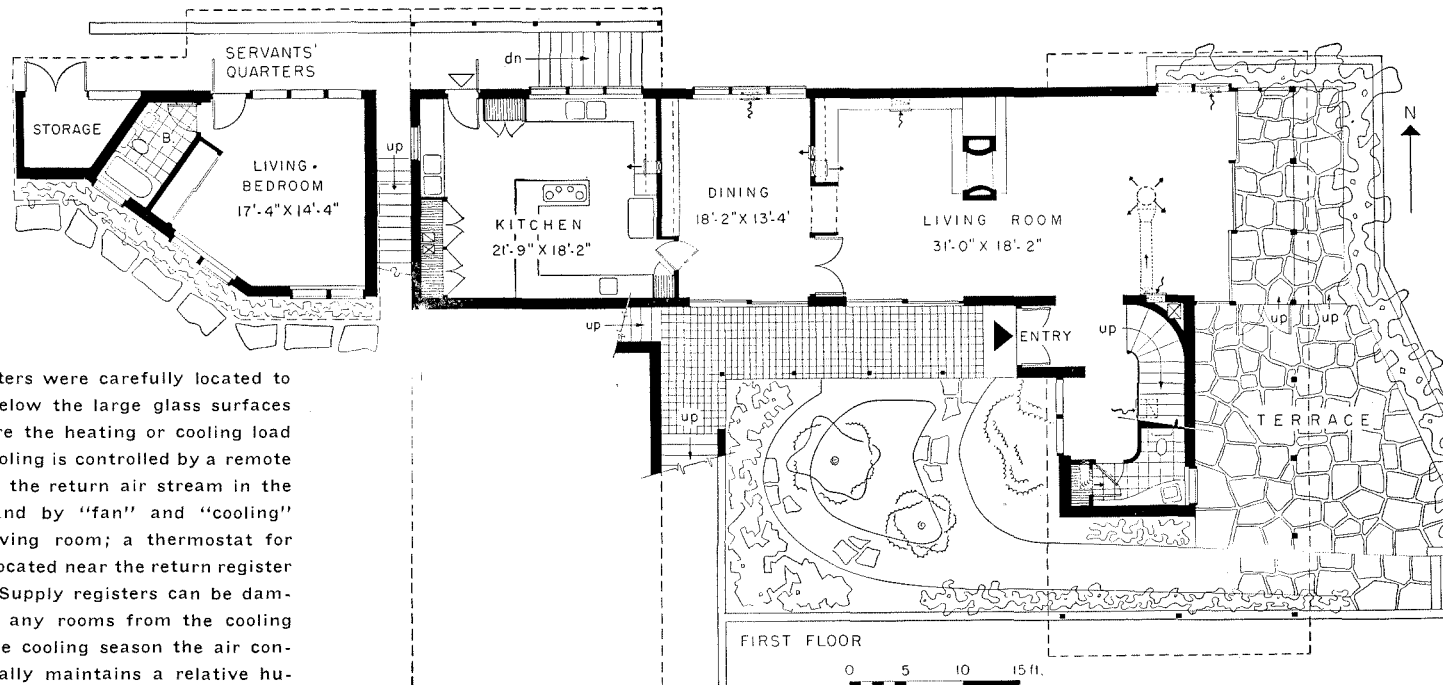 SERVANTS'
QUARTERS
dn
STORAGE
B
up
LIVING •
BEDROOM
17'-4" X 14'-4"
KITCHEN
21'-9" X 18'-2"
DINING
18'-2" X 13'-4'
LIVING ROOM
31'-0" X 18'-2"
N
up
ENTRY
up
up
up
up
TERRACE
FIRST FLOOR
0 5 10 15 ft.
ters were carefully located to
elow the large glass surfaces
re the heating or cooling load
oling is controlled by a remote
the return air stream in the
and by "fan" and "cooling"
ving room; a thermostat for
ocated near the return register
Supply registers can be dam-
any rooms from the cooling
e cooling season the air con-
ally maintains a relative hu-